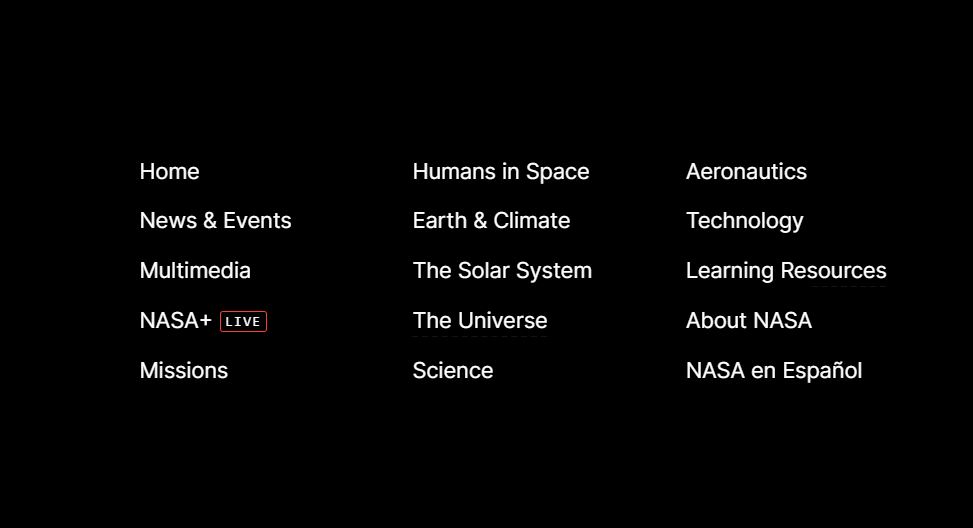 Home
News & Events
Multimedia
NASA+ LIVE
Missions
Humans in Space
Earth & Climate
The Solar System
The Universe
Science
Aeronautics
Technology
Learning Resources
About NASA
NASA en Español